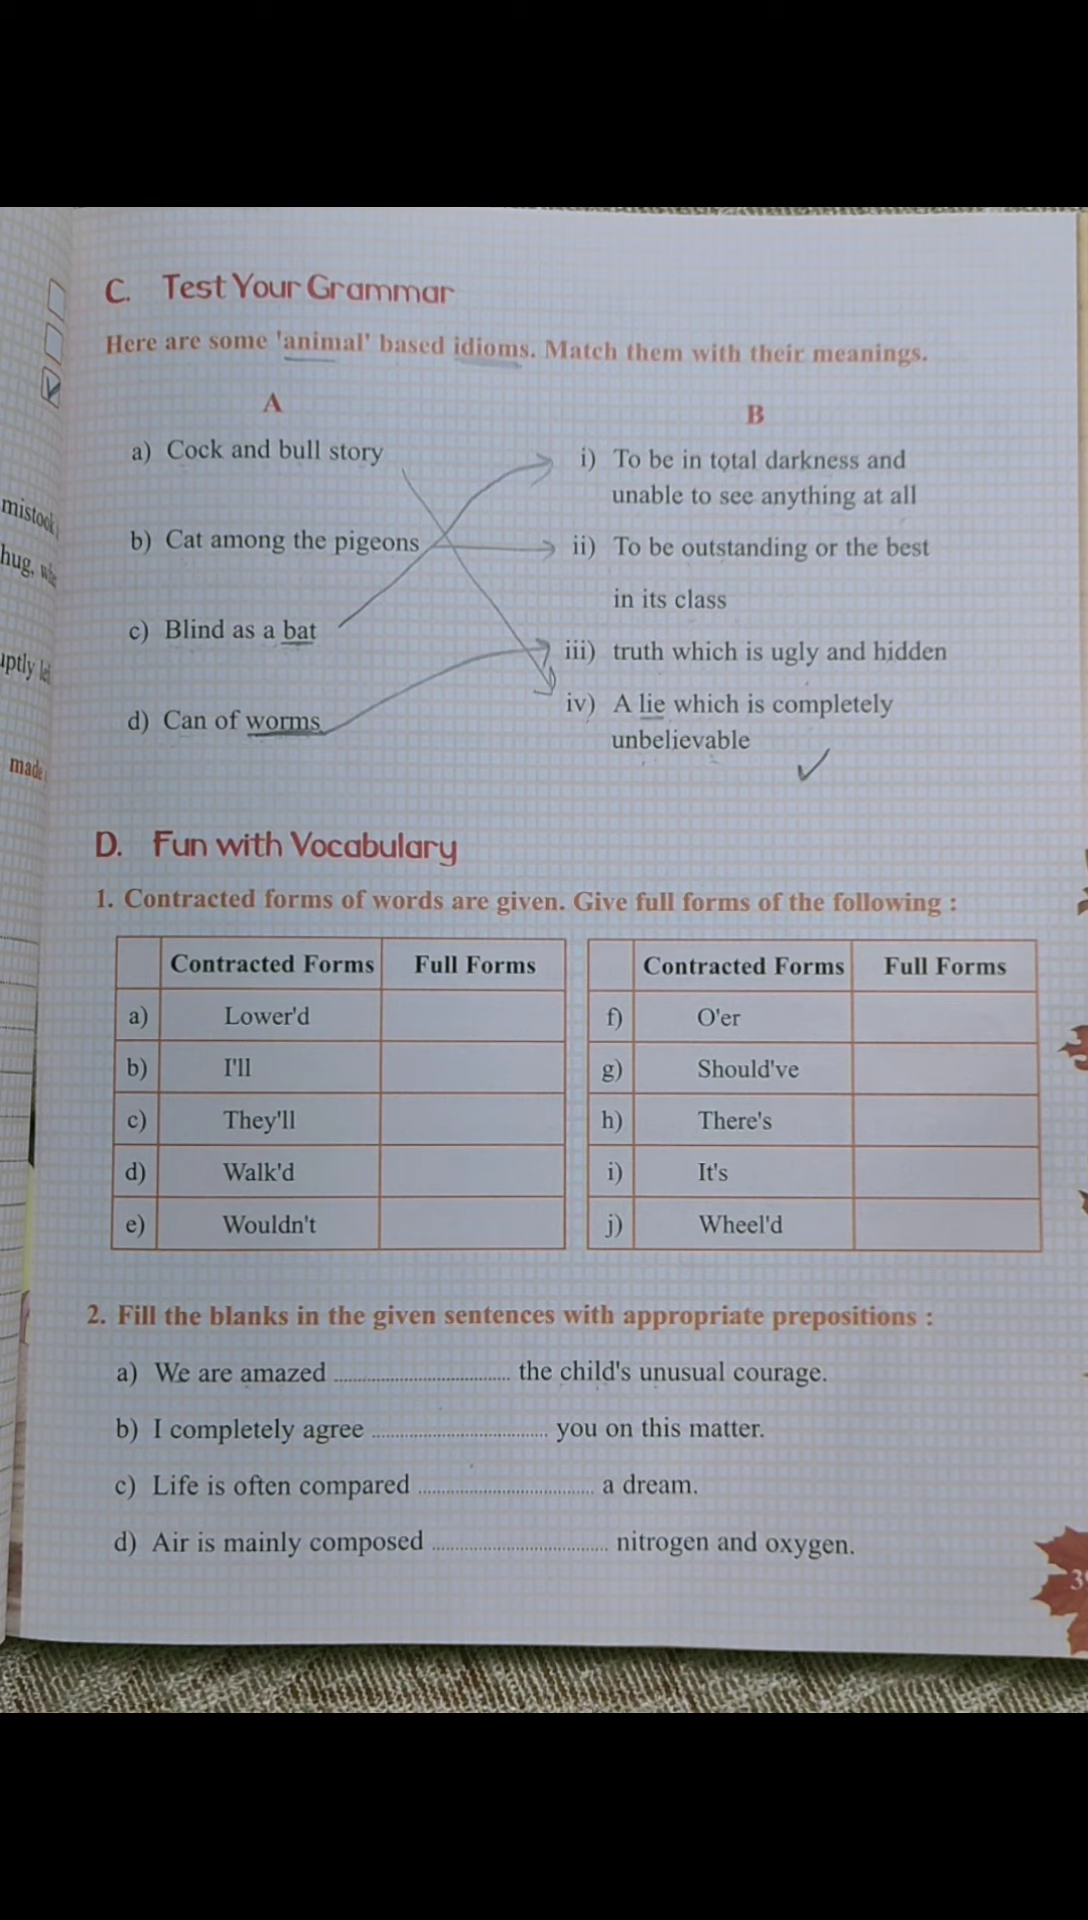 C. Test Your Grammar
Here are some 'animal' based idioms. Match them with their meanings.
A
B
a) Cock and bull story
i) To be in total darkness and
unable to see anything at all
b) Cat among the pigeons
ii) To be outstanding or the best
in its class
c) Blind as a bat
iii) truth which is ugly and hidden
d) Can of worms
iv) A lie which is completely
unbelievable
mistook
hug,
uptly
made
D. Fun with Vocabulary
1. Contracted forms of words are given. Give full forms of the following :
Contracted Forms Full Forms Contracted Forms Full Forms
a) Lower'd f) O'er
b) I'll g) Should've
c) They'll h) There's
d) Walk'd i) It's
e) Wouldn't j) Wheel'd
2. Fill the blanks in the given sentences with appropriate prepositions :
a) We are amazed .................................... the child's unusual courage.
b) I completely agree .................................... you on this matter.
c) Life is often compared .................................... a dream.
d) Air is mainly composed .................................... nitrogen and oxygen.